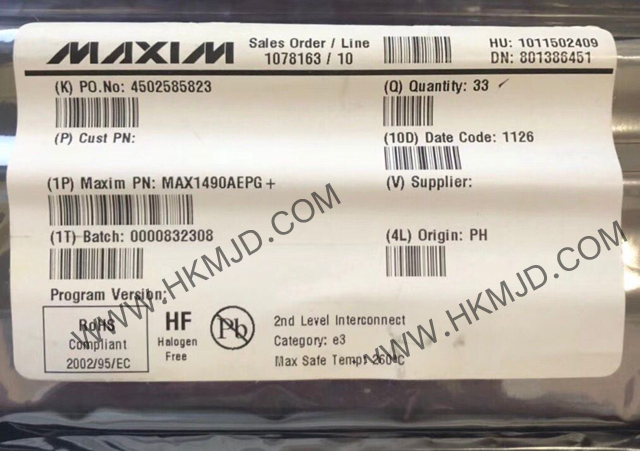 MAXIM
Sales Order / Line
1078163 / 10
HU: 1011502409
DN: 801386451
(K) PO.No: 4502585823
(Q) Quantity: 33
(P) Cust PN:
(10D) Date Code: 1126
(1P) Maxim PN: MAX1490AEPG+
(V) Supplier:
(1T) Batch: 0000832308
(4L) Origin: PH
Program Version:
RoHS
Compliant
2002/95/EC
HF
Halogen
Free
Pb
2nd Level Interconnect
Category: e3
Max Safe Temp: 260°C
WWW.HKMJD.COM
WWW.HKMJD.COM